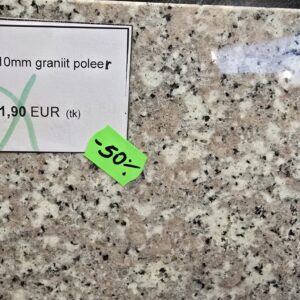 10mm graniit poleer
1,90 EUR (tk)
-50%